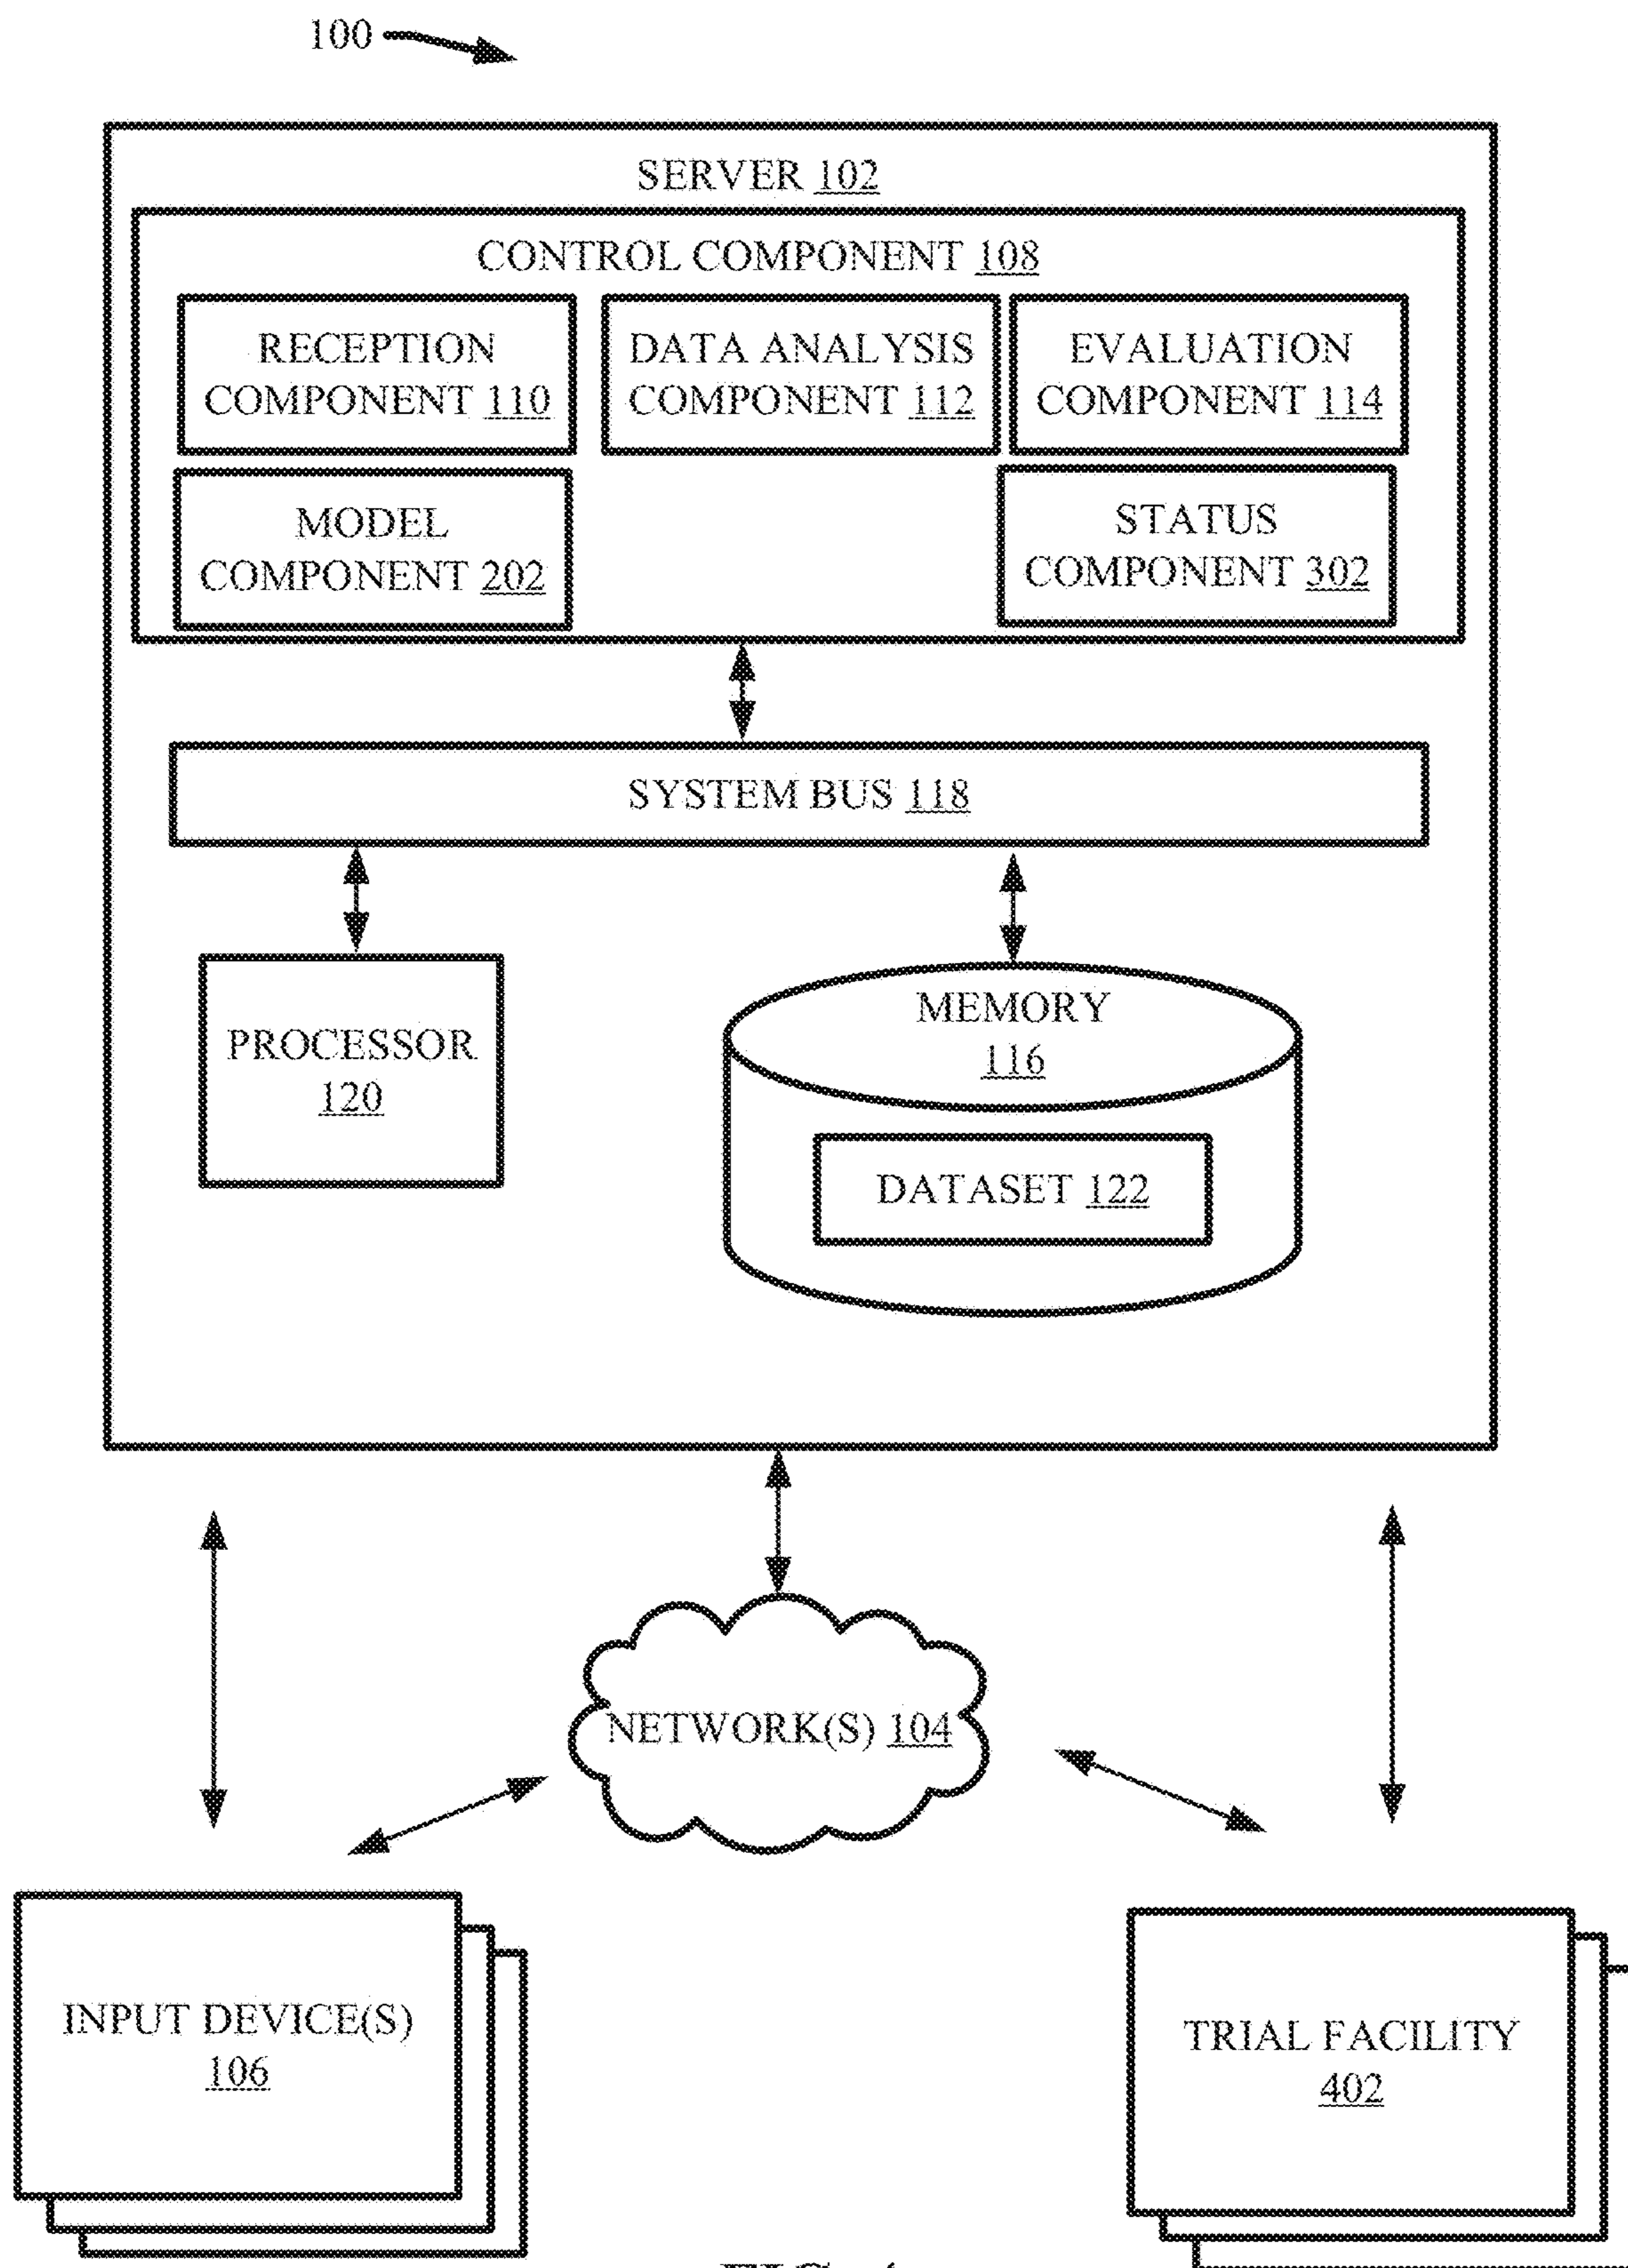 100
SERVER 102
CONTROL COMPONENT 108
RECEPTION
COMPONENT 110
DATA ANALYSIS
COMPONENT 112
EVALUATION
COMPONENT 114
MODEL
COMPONENT 202
STATUS
COMPONENT 302
SYSTEM BUS 118
PROCESSOR
120
MEMORY
116
DATASET 122
NETWORK(S) 104
INPUT DEVICE(S)
106
TRIAL FACILITY
402